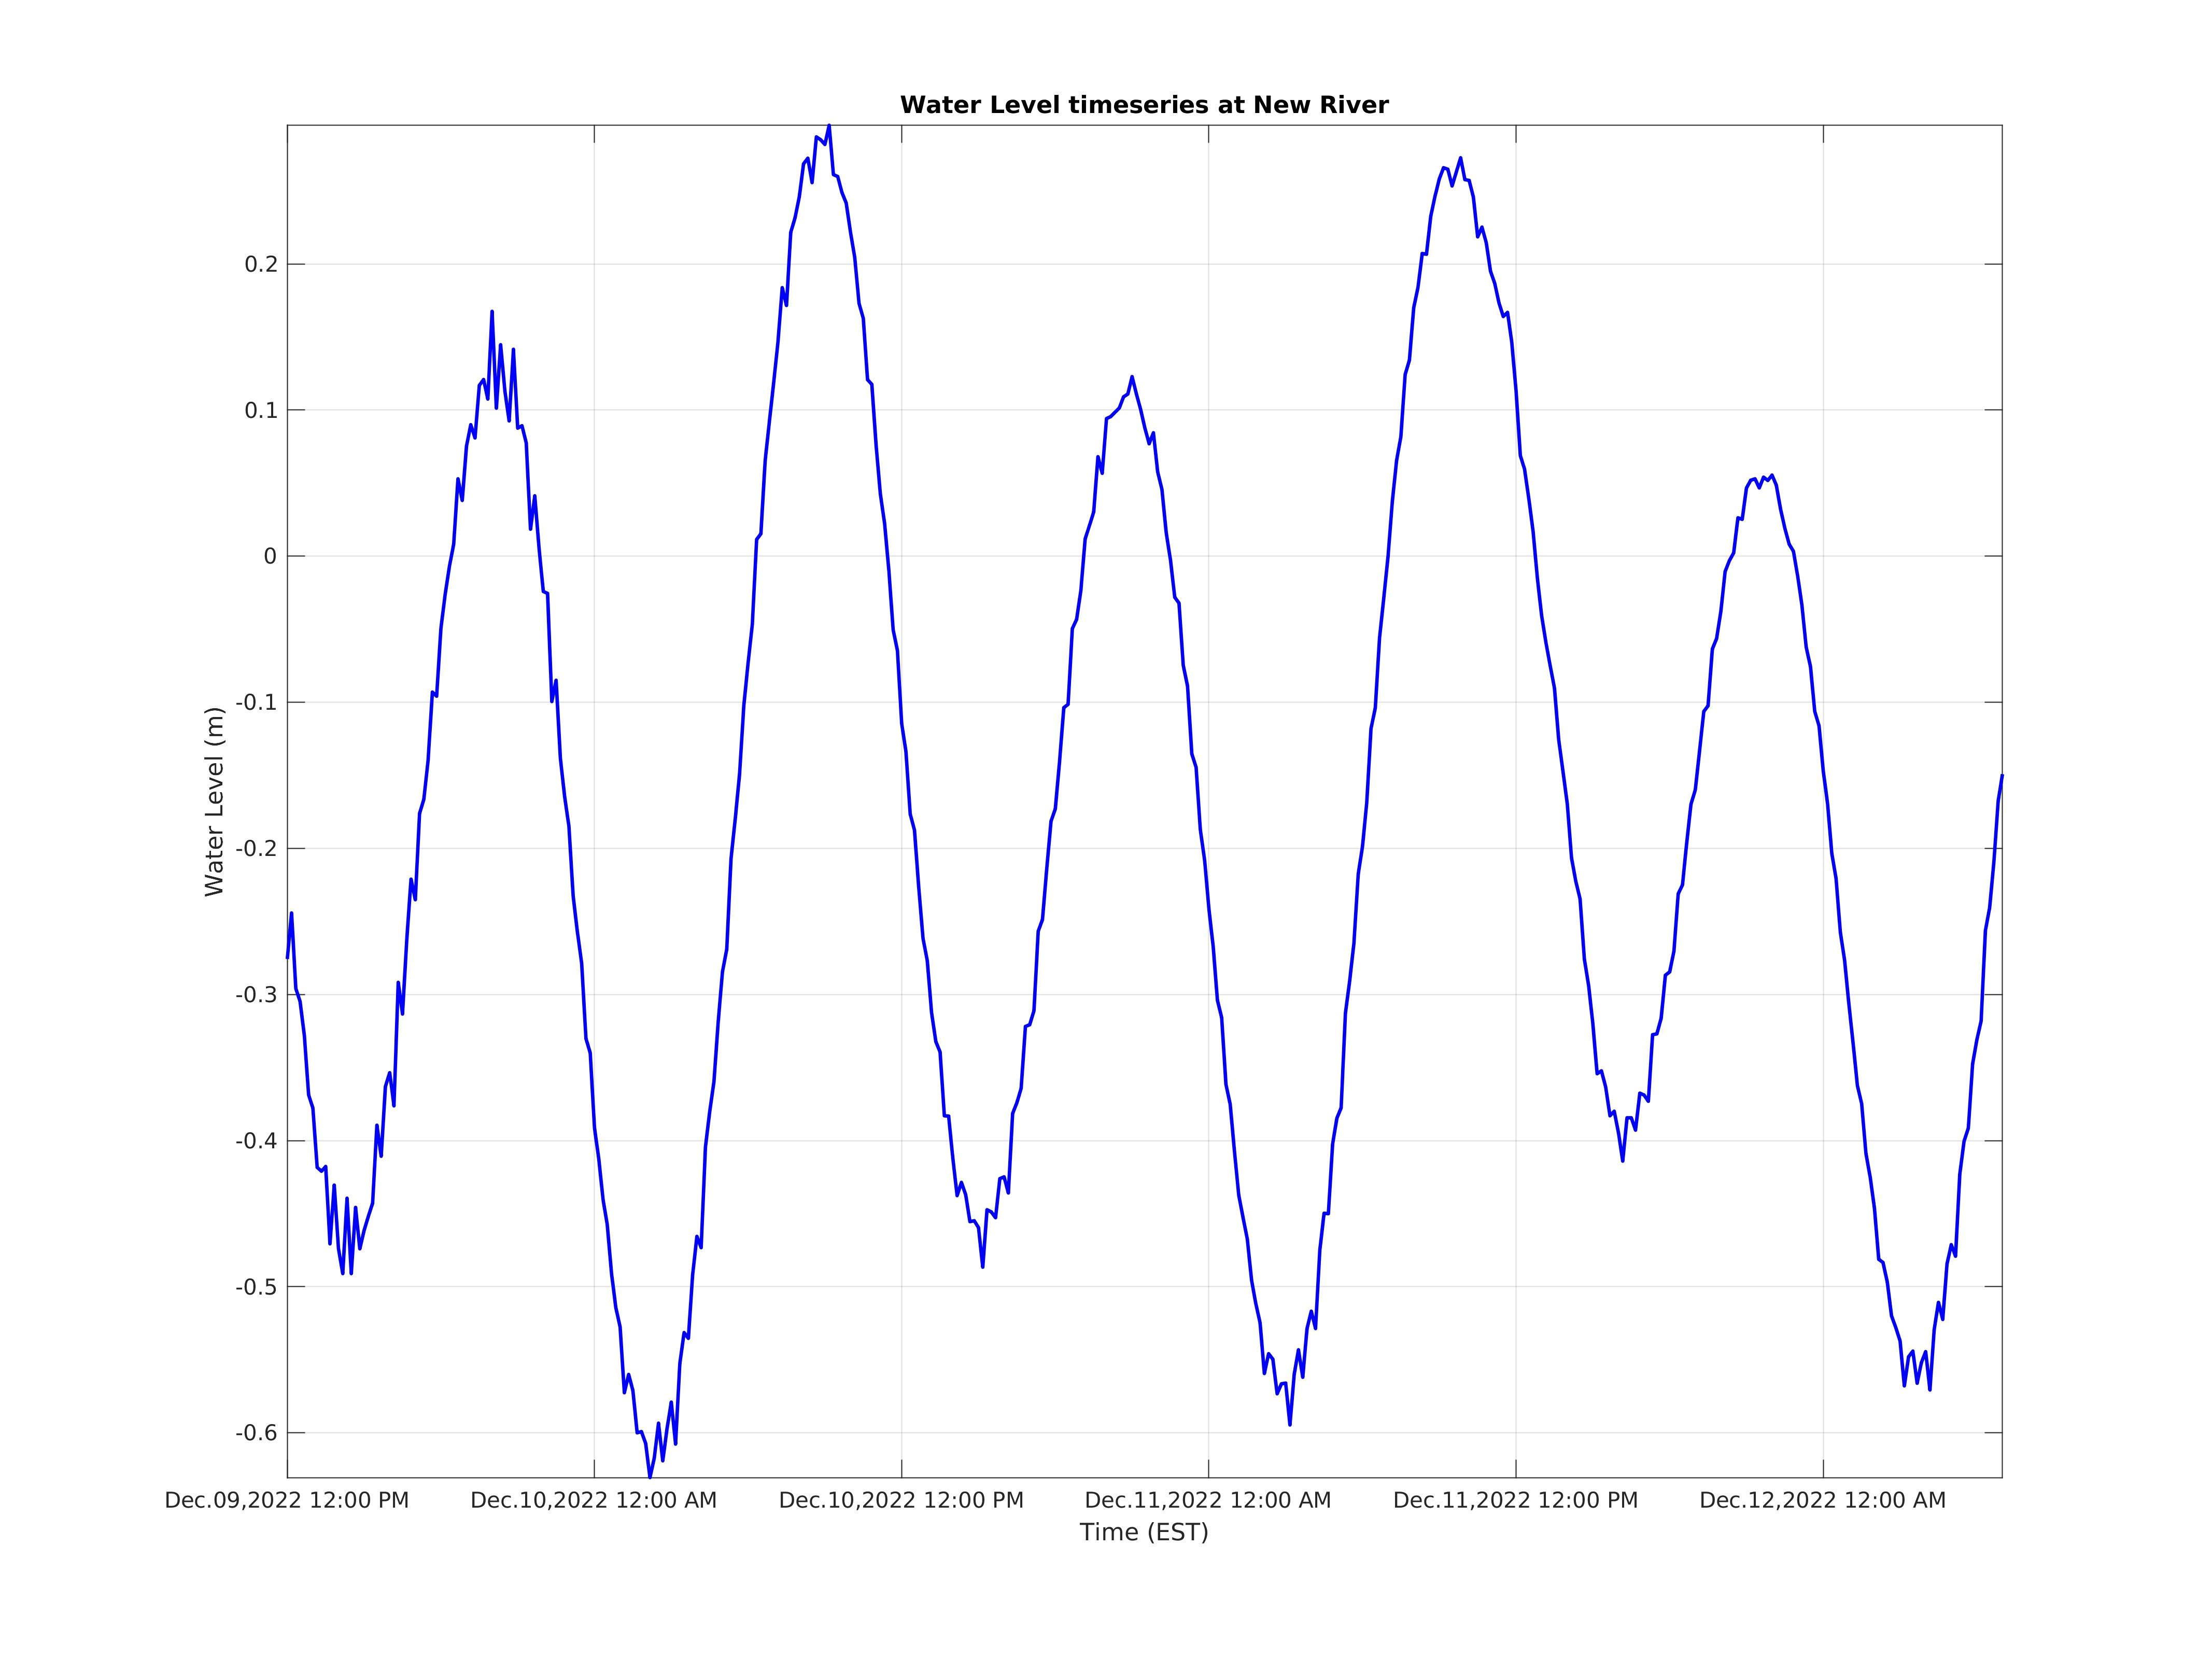 Water Level timeseries at New River
0.2
0.1
0
-0.1
-0.2
-0.3
-0.4
-0.5
-0.6
Water Level (m)
Dec.09,2022 12:00 PM Dec.10,2022 12:00 AM Dec.10,2022 12:00 PM Dec.11,2022 12:00 AM Dec.11,2022 12:00 PM Dec.12,2022 12:00 AM
Time (EST)